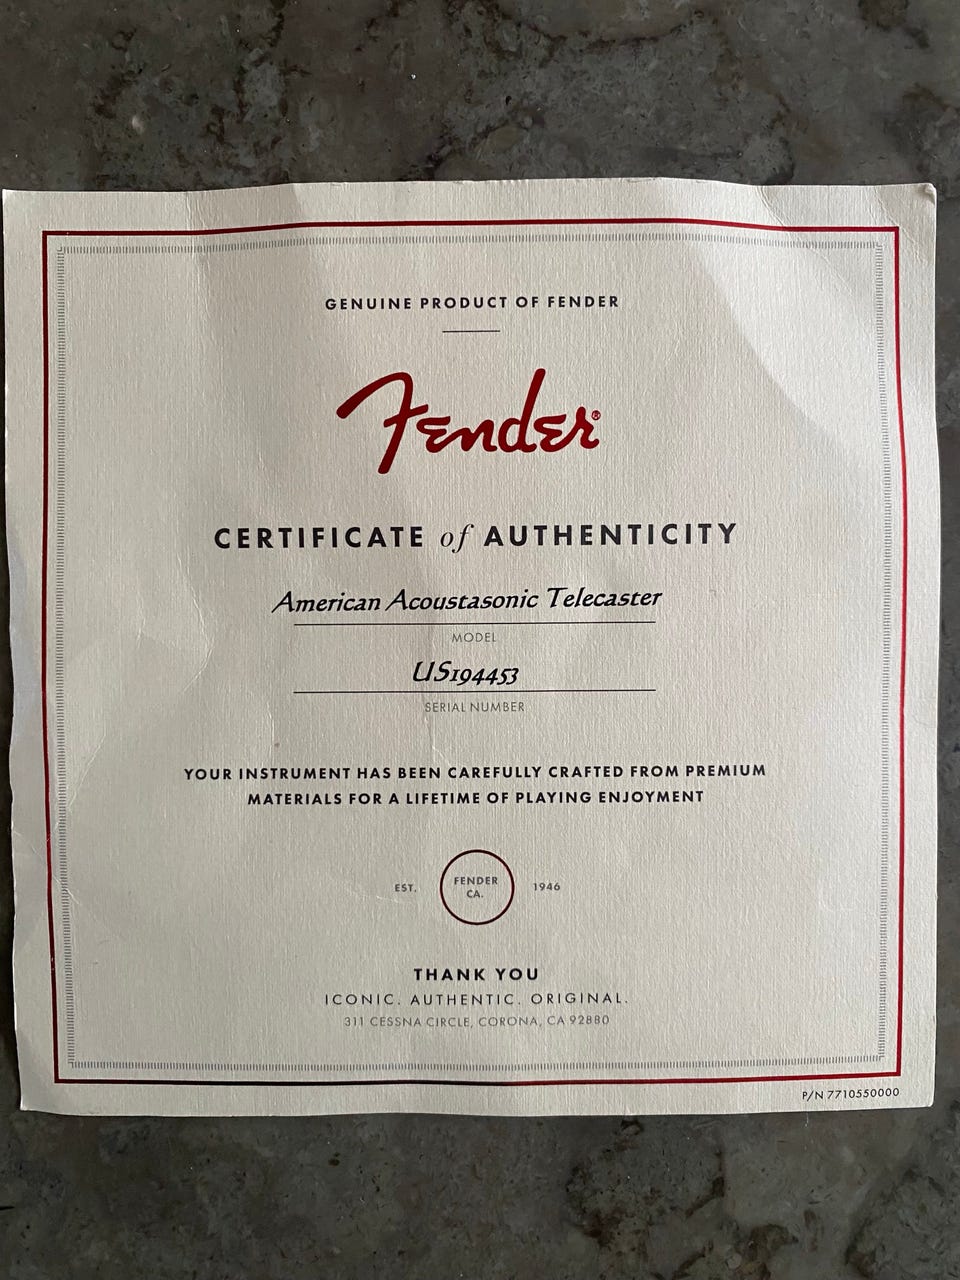 GENUINE PRODUCT OF FENDER
Fender®
CERTIFICATE of AUTHENTICITY
American Acoustasonic Telecaster
MODEL
US194453
SERIAL NUMBER
YOUR INSTRUMENT HAS BEEN CAREFULLY CRAFTED FROM PREMIUM
MATERIALS FOR A LIFETIME OF PLAYING ENJOYMENT
EST. FENDER CA. 1946
THANK YOU
ICONIC. AUTHENTIC. ORIGINAL.
311 CESSNA CIRCLE, CORONA, CA 92880
P/N 7710550000